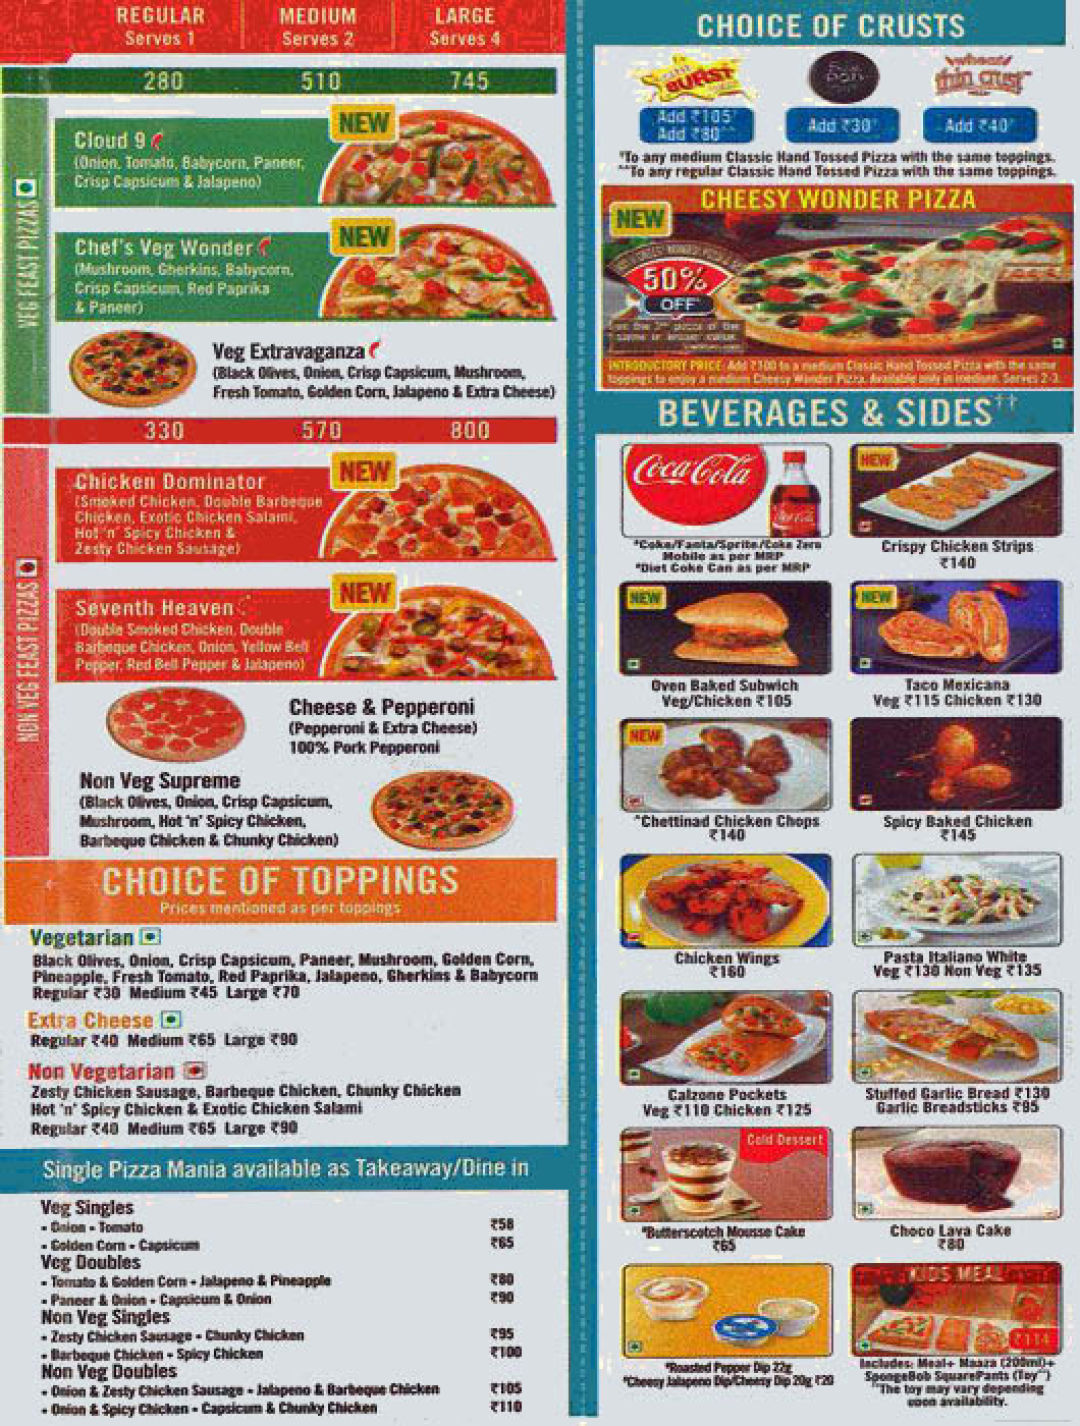 REGULAR
Serves 1
MEDIUM
Serves 2
LARGE
Serves 4
280 510 745
VEG FEAST PIZZAS
Cloud 9
(Onion, Tomato, Babycorn, Paneer,
Crisp Capsicum & Jalapeno)
NEW
Chef's Veg Wonder
(Mushroom, Gherkins, Babycorn,
Crisp Capsicum, Red Paprika
& Paneer)
NEW
Veg Extravaganza
(Black Olives, Onion, Crisp Capsicum, Mushroom,
Fresh Tomato, Golden Corn, Jalapeno & Extra Cheese)
330 570 800
NON VEG FEAST PIZZAS
Chicken Dominator
(Smoked Chicken, Double Barbeque
Chicken, Exotic Chicken Salami,
Hot 'n' Spicy Chicken &
Zesty Chicken Sausage)
NEW
Seventh Heaven
(Double Smoked Chicken, Double
Barbeque Chicken, Onion, Yellow Bell
Pepper, Red Bell Pepper & Jalapeno)
NEW
Cheese & Pepperoni
(Pepperoni & Extra Cheese)
100% Pork Pepperoni
Non Veg Supreme
(Black Olives, Onion, Crisp Capsicum,
Mushroom, Hot 'n' Spicy Chicken,
Barbeque Chicken & Chunky Chicken)
CHOICE OF TOPPINGS
Prices mentioned as per toppings
Vegetarian
Black Olives, Onion, Crisp Capsicum, Paneer, Mushroom, Golden Corn,
Pineapple, Fresh Tomato, Red Paprika, Jalapeno, Gherkins & Babycorn
Regular ₹30 Medium ₹45 Large ₹70
Extra Cheese
Regular ₹40 Medium ₹65 Large ₹90
Non Vegetarian
Zesty Chicken Sausage, Barbeque Chicken, Chunky Chicken
Hot 'n' Spicy Chicken & Exotic Chicken Salami
Regular ₹40 Medium ₹65 Large ₹90
Single Pizza Mania available as Takeaway/Dine in
Veg Singles
- Onion - Tomato ₹58
- Golden Corn - Capsicum ₹65
Veg Doubles
- Tomato & Golden Corn - Jalapeno & Pineapple ₹80
- Paneer & Onion - Capsicum & Onion ₹90
Non Veg Singles
- Zesty Chicken Sausage - Chunky Chicken ₹95
- Barbeque Chicken - Spicy Chicken ₹100
Non Veg Doubles
- Onion & Zesty Chicken Sausage - Jalapeno & Barbeque Chicken ₹105
- Onion & Spicy Chicken - Capsicum & Chunky Chicken ₹110
CHOICE OF CRUSTS
BURST
Add ₹105*
Add ₹80**
pan
Add ₹30*
wheat
thin crust
Add ₹40*
*To any medium Classic Hand Tossed Pizza with the same toppings.
**To any regular Classic Hand Tossed Pizza with the same toppings.
CHEESY WONDER PIZZA
NEW
50%
OFF*
INTRODUCTORY PRICE: Add ₹100 to a medium Classic Hand Tossed Pizza with the same
toppings to enjoy a medium Cheesy Wonder Pizza. Available only in medium. Serves 2-3.
BEVERAGES & SIDES††
Coca-Cola
*Coke/Fanta/Sprite/Coke Zero
Mobile as per MRP
*Diet Coke Can as per MRP
NEW
Crispy Chicken Strips
₹140
NEW
Oven Baked Subwich
Veg/Chicken ₹105
NEW
Taco Mexicana
Veg ₹115 Chicken ₹130
NEW
^Chettinad Chicken Chops
₹140
Spicy Baked Chicken
₹145
Chicken Wings
₹160
Pasta Italiano White
Veg ₹130 Non Veg ₹135
Calzone Pockets
Veg ₹110 Chicken ₹125
Stuffed Garlic Bread ₹130
Garlic Breadsticks ₹95
Cold Dessert
*Butterscotch Mousse Cake
₹65
Choco Lava Cake
₹80
*Roasted Pepper Dip 22g
*Cheesy Jalapeno Dip/Cheesy Dip 20g ₹20
KIDS MEAL
₹114
Includes: Meal+ Maaza (200ml)+
SpongeBob SquarePants (Toy^^)
^^The toy may vary depending
upon availability.